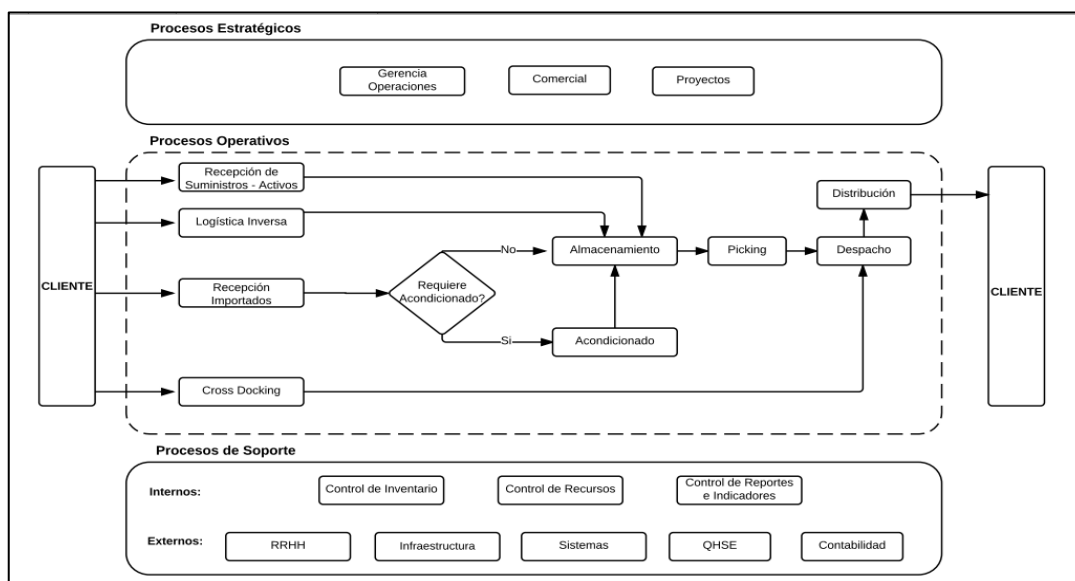 Procesos Estratégicos
Gerencia
Operaciones
Comercial
Proyectos
Procesos Operativos
CLIENTE
Recepción de
Suministros - Activos
Logística Inversa
Recepción
Importados
Cross Docking
Requiere
Acondicionado?
No
Si
Almacenamiento
Acondicionado
Picking
Distribución
Despacho
CLIENTE
Procesos de Soporte
Internos:
Control de Inventario
Control de Recursos
Control de Reportes
e Indicadores
Externos:
RRHH
Infraestructura
Sistemas
QHSE
Contabilidad